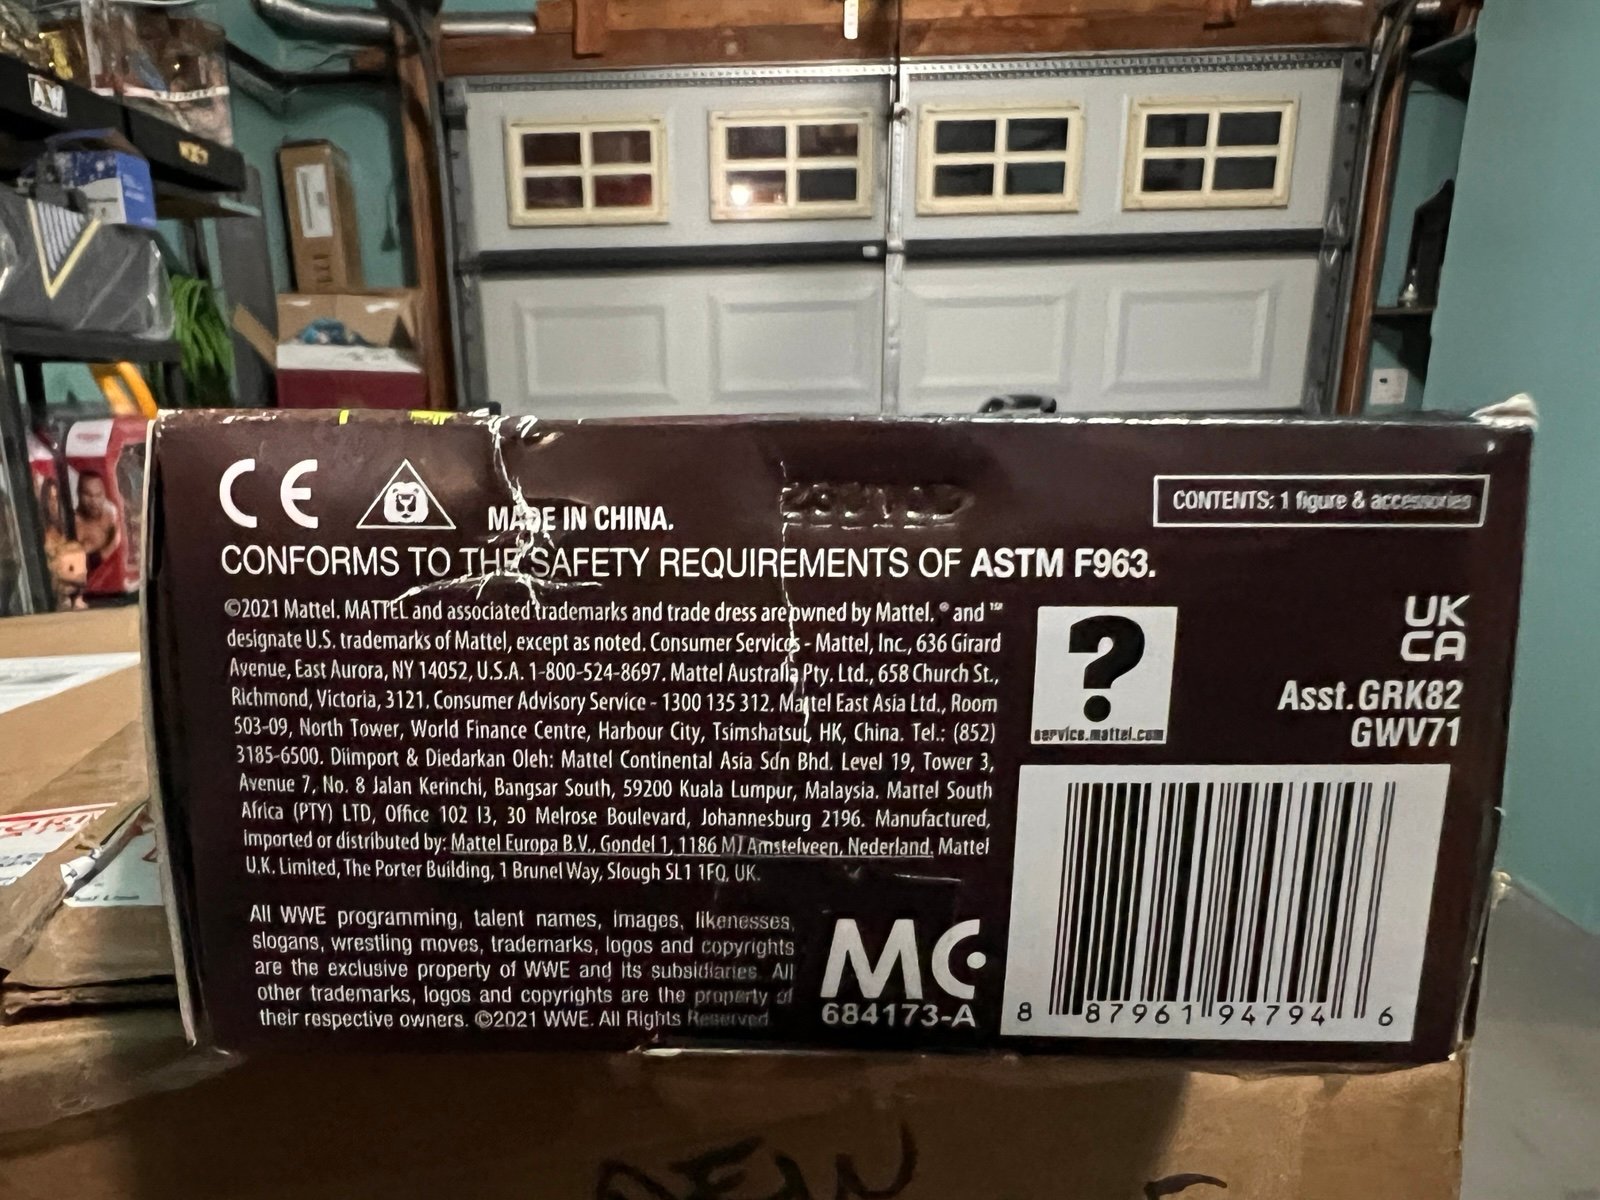 CE
MADE IN CHINA.
CONTENTS: 1 figure & accessories
CONFORMS TO THE SAFETY REQUIREMENTS OF ASTM F963.
©2021 Mattel. MATTEL and associated trademarks and trade dress are owned by Mattel. ® and ™
designate U.S. trademarks of Mattel, except as noted. Consumer Services - Mattel, Inc., 636 Girard
Avenue, East Aurora, NY 14052, U.S.A. 1-800-524-8697. Mattel Australia Pty. Ltd., 658 Church St.,
Richmond, Victoria, 3121. Consumer Advisory Service - 1300 135 312. Mattel East Asia Ltd., Room
503-09, North Tower, World Finance Centre, Harbour City, Tsimshatsui, HK, China. Tel.: (852)
3185-6500. Diimport & Diedarkan Oleh: Mattel Continental Asia Sdn Bhd. Level 19, Tower 3,
Avenue 7, No. 8 Jalan Kerinchi, Bangsar South, 59200 Kuala Lumpur, Malaysia. Mattel South
Africa (PTY) LTD, Office 102 I3, 30 Melrose Boulevard, Johannesburg 2196. Manufactured,
imported or distributed by: Mattel Europa B.V., Gondel 1, 1186 MJ Amstelveen, Nederland. Mattel
U.K. Limited, The Porter Building, 1 Brunel Way, Slough SL1 1FQ, UK.
All WWE programming, talent names, images, likenesses,
slogans, wrestling moves, trademarks, logos and copyrights
are the exclusive property of WWE and its subsidiaries. All
other trademarks, logos and copyrights are the property of
their respective owners. ©2021 WWE. All Rights Reserved.
MC
684173-A
?
service.mattel.com
UK
CA
Asst.GRK82
GWV71
8 87961 94794 6